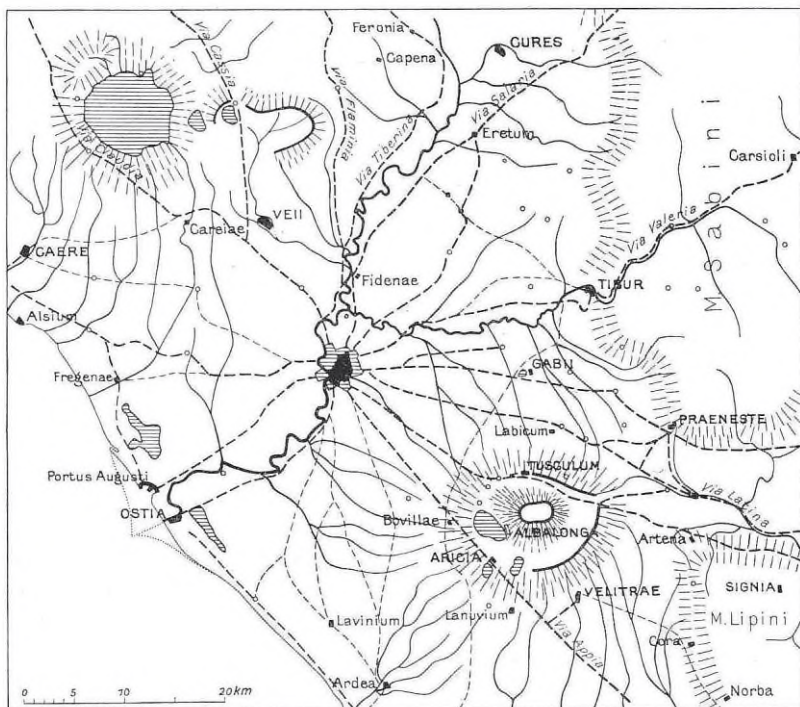 Feronia
CURES
Capena
Via Cassia
Via Flaminia
Via Tiberina
Via Salaria
Eretum
Via Clodia
Carsioli
Via Valeria
M. Sabini
VEII
Careiae
CAERE
Fidenae
TIBUR
Alsium
Fregenae
GABII
Labicum
PRAENESTE
TUSCULUM
Portus Augusti
Via Latina
OSTIA
Bovillae
ALBALONGA
Artena
ARICIA
VELITRAE
SIGNIA
M. Lipini
Lavinium
Lanuvium
Cora
Via Appia
Ardea
Norba
0 5 10 20km